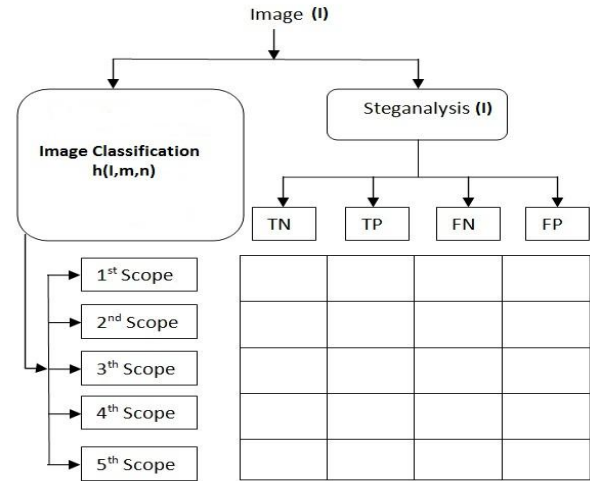 Image (I)
Steganalysis (I)
Image Classification
h(I,m,n)
TN TP FN FP
1st Scope
2nd Scope
3th Scope
4th Scope
5th Scope